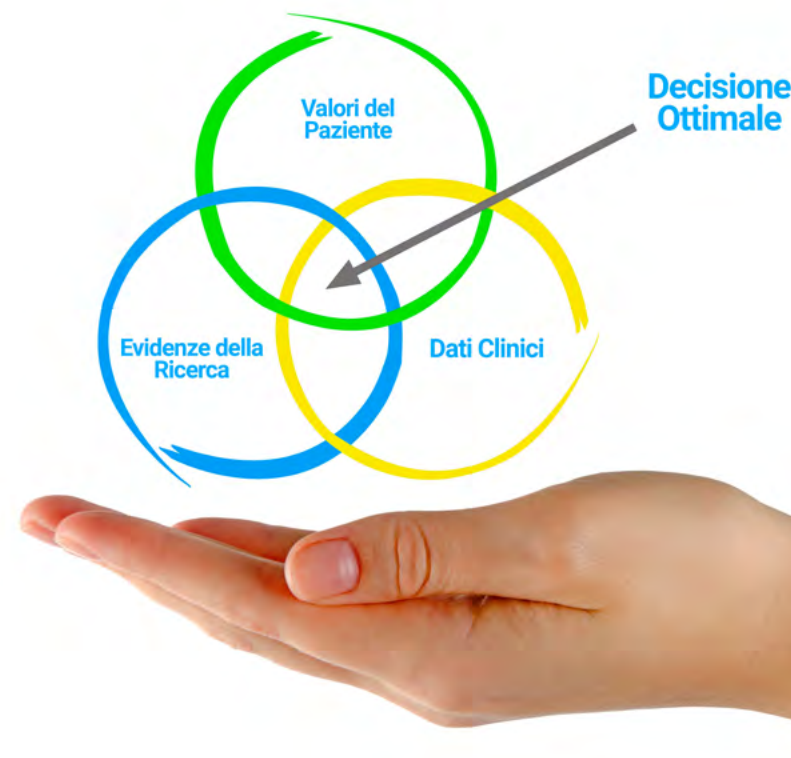 Decisione
Ottimale
Valori del
Paziente
Evidenze della
Ricerca
Dati Clinici